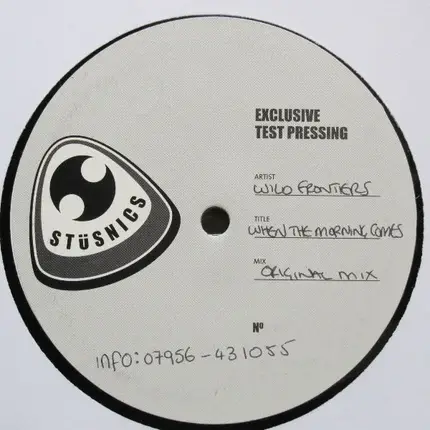 EXCLUSIVE
TEST PRESSING
STÜSNICS
ARTIST
WILD FRONTIERS
TITLE
WHEN THE MORNING COMES
MIX
ORIGINAL MIX
Nº
INFO: 07956-431055